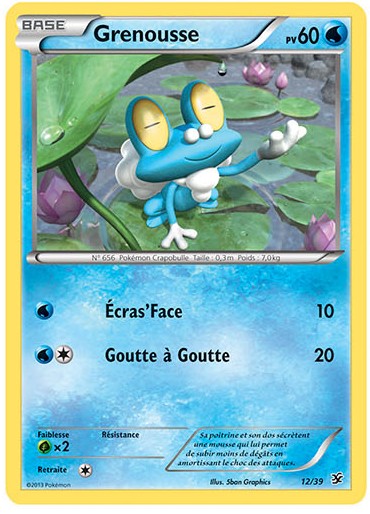 BASE
Grenousse
PV60
N° 656 Pokémon Crapobulle Taille : 0,3m Poids : 7,0kg
Écras'Face 10
Goutte à Goutte 20
Faiblesse Résistance
×2
Retraite
Sa poitrine et son dos sécrètent
une mousse qui lui permet
de subir moins de dégâts en
amortissant le choc des attaques.
©2013 Pokémon
Illus. 5ban Graphics
12/39